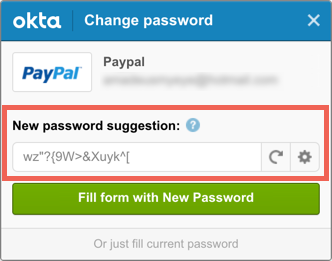 okta Change password
PayPal
Paypal
New password suggestion: ?
wz"?{9W>&Xuyk^[
Fill form with New Password
Or just fill current password